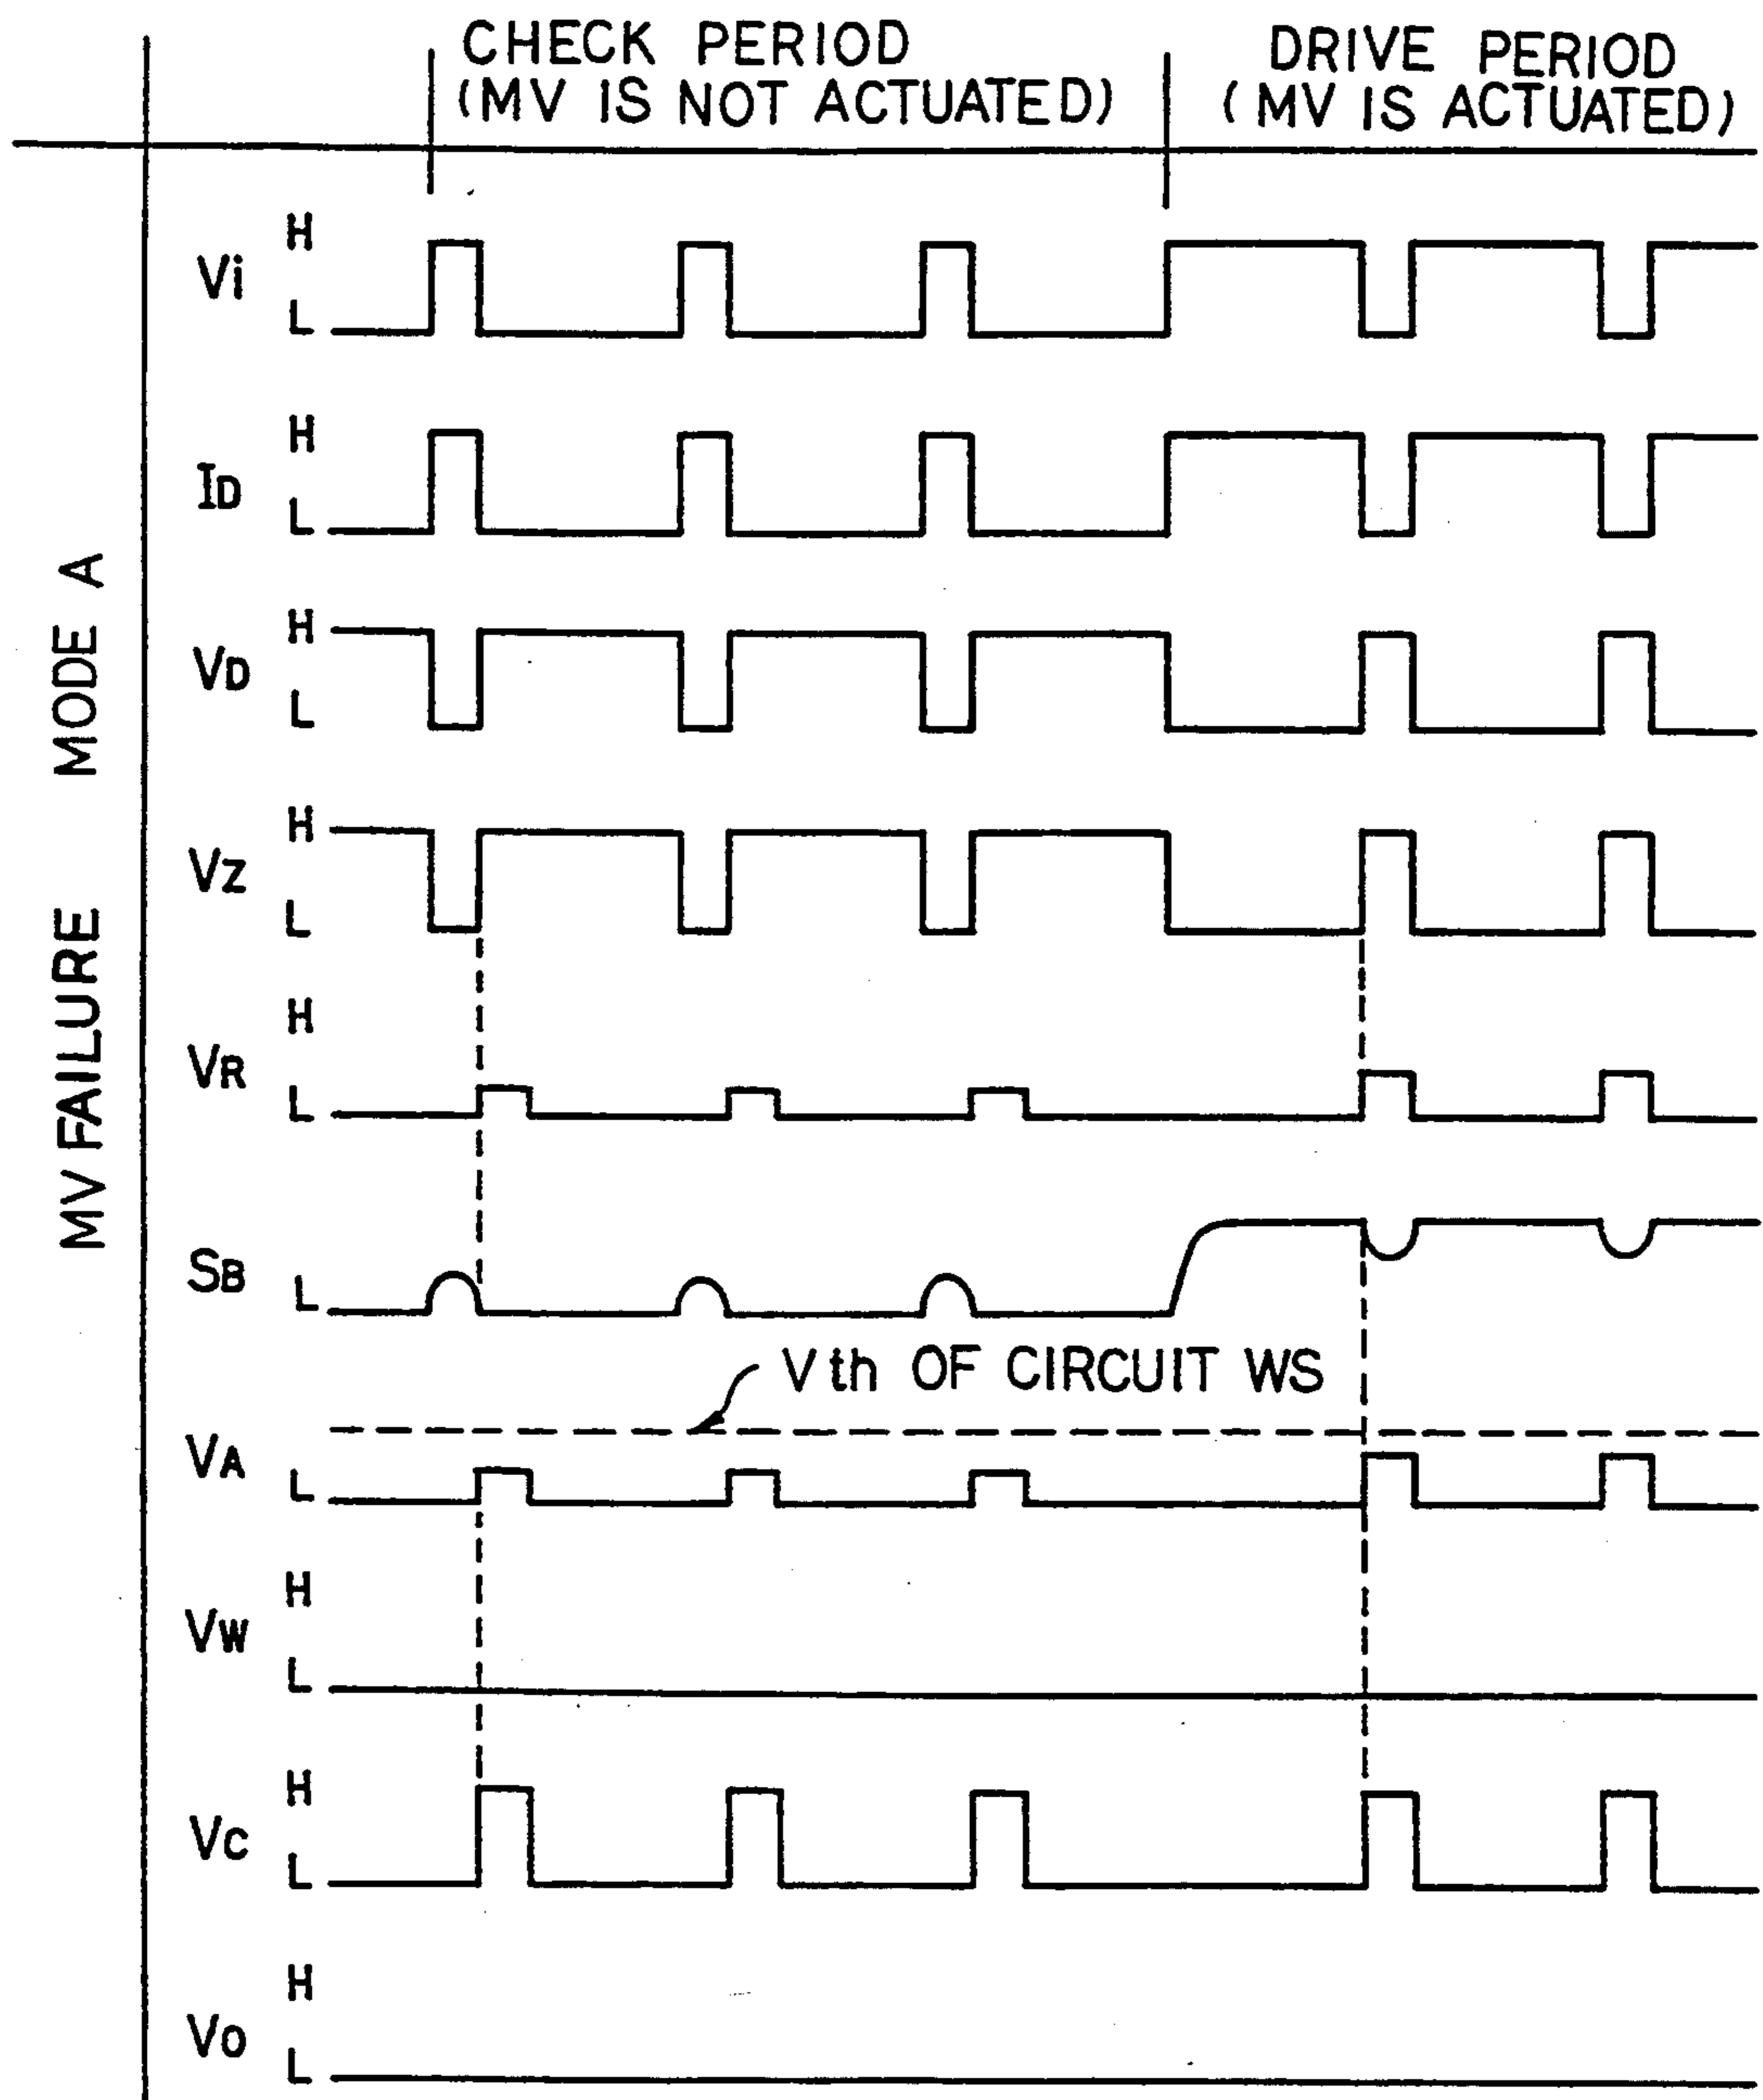 CHECK PERIOD
(MV IS NOT ACTUATED)
DRIVE PERIOD
(MV IS ACTUATED)
MV FAILURE MODE A
Vi
H
L
ID
H
L
VD
H
L
VZ
H
L
VR
H
L
SB
L
Vth OF CIRCUIT WS
VA
L
VW
H
L
VC
H
L
VO
H
L